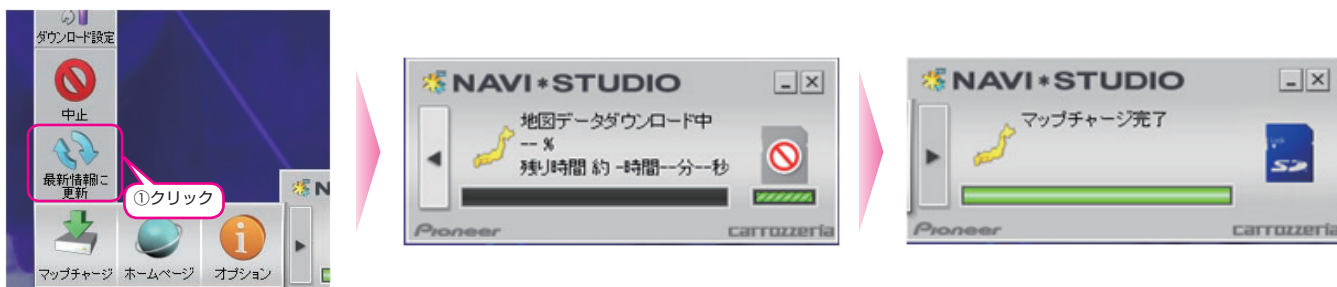 ダウンロード設定
中止
最新情報に
更新
①クリック
N
マップチャージ
ホームページ
オプション
NAVI*STUDIO
地図データダウンロード中
-- %
残り時間 約 -時間--分--秒
Pioneer
carrozzeria
NAVI*STUDIO
マップチャージ完了
SD
Pioneer
carrozzeria